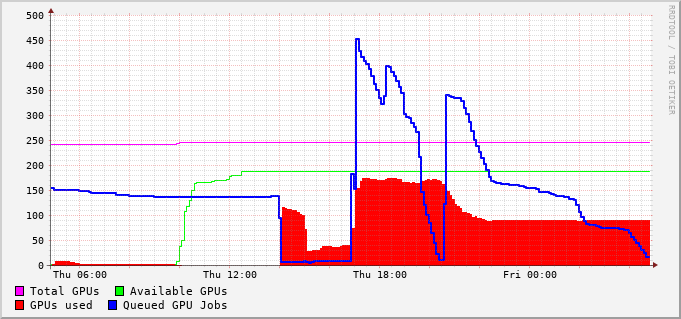 500
450
400
350
300
250
200
150
100
50
0
Thu 06:00 Thu 12:00 Thu 18:00 Fri 00:00
Total GPUs Available GPUs
GPUs used Queued GPU Jobs
RRDTOOL / TOBI OETIKER